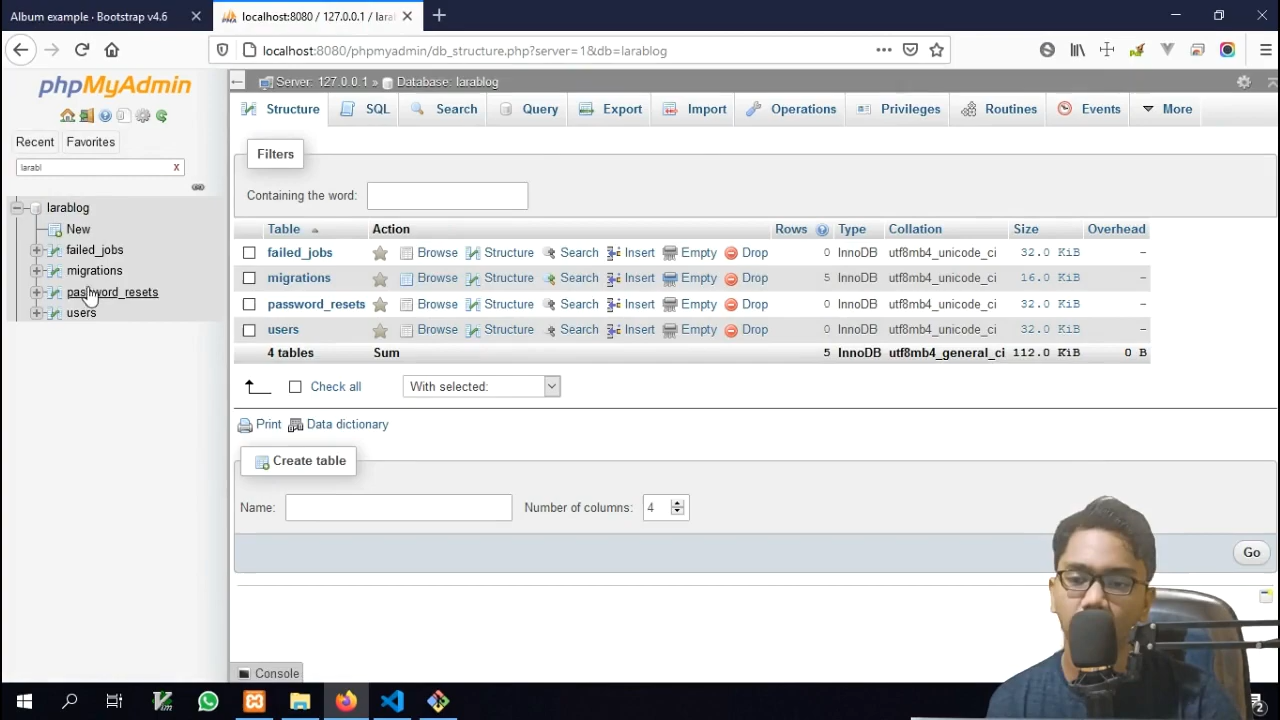 Album example · Bootstrap v4.6
localhost:8080 / 127.0.0.1 / lara
localhost:8080/phpmyadmin/db_structure.php?server=1&db=larablog
phpMyAdmin
Recent Favorites
larabl X
larablog
New
failed_jobs
migrations
password_resets
users
Server: 127.0.0.1 » Database: larablog
Structure SQL Search Query Export Import Operations Privileges Routines Events More
Filters
Containing the word:
Table Action Rows Type Collation Size Overhead
failed_jobs Browse Structure Search Insert Empty Drop 0 InnoDB utf8mb4_unicode_ci 32.0 KiB -
migrations Browse Structure Search Insert Empty Drop 5 InnoDB utf8mb4_unicode_ci 16.0 KiB -
password_resets Browse Structure Search Insert Empty Drop 0 InnoDB utf8mb4_unicode_ci 32.0 KiB -
users Browse Structure Search Insert Empty Drop 0 InnoDB utf8mb4_unicode_ci 32.0 KiB -
4 tables Sum 5 InnoDB utf8mb4_general_ci 112.0 KiB 0 B
Check all With selected:
Print Data dictionary
Create table
Name: Number of columns: 4
Go
Console
2